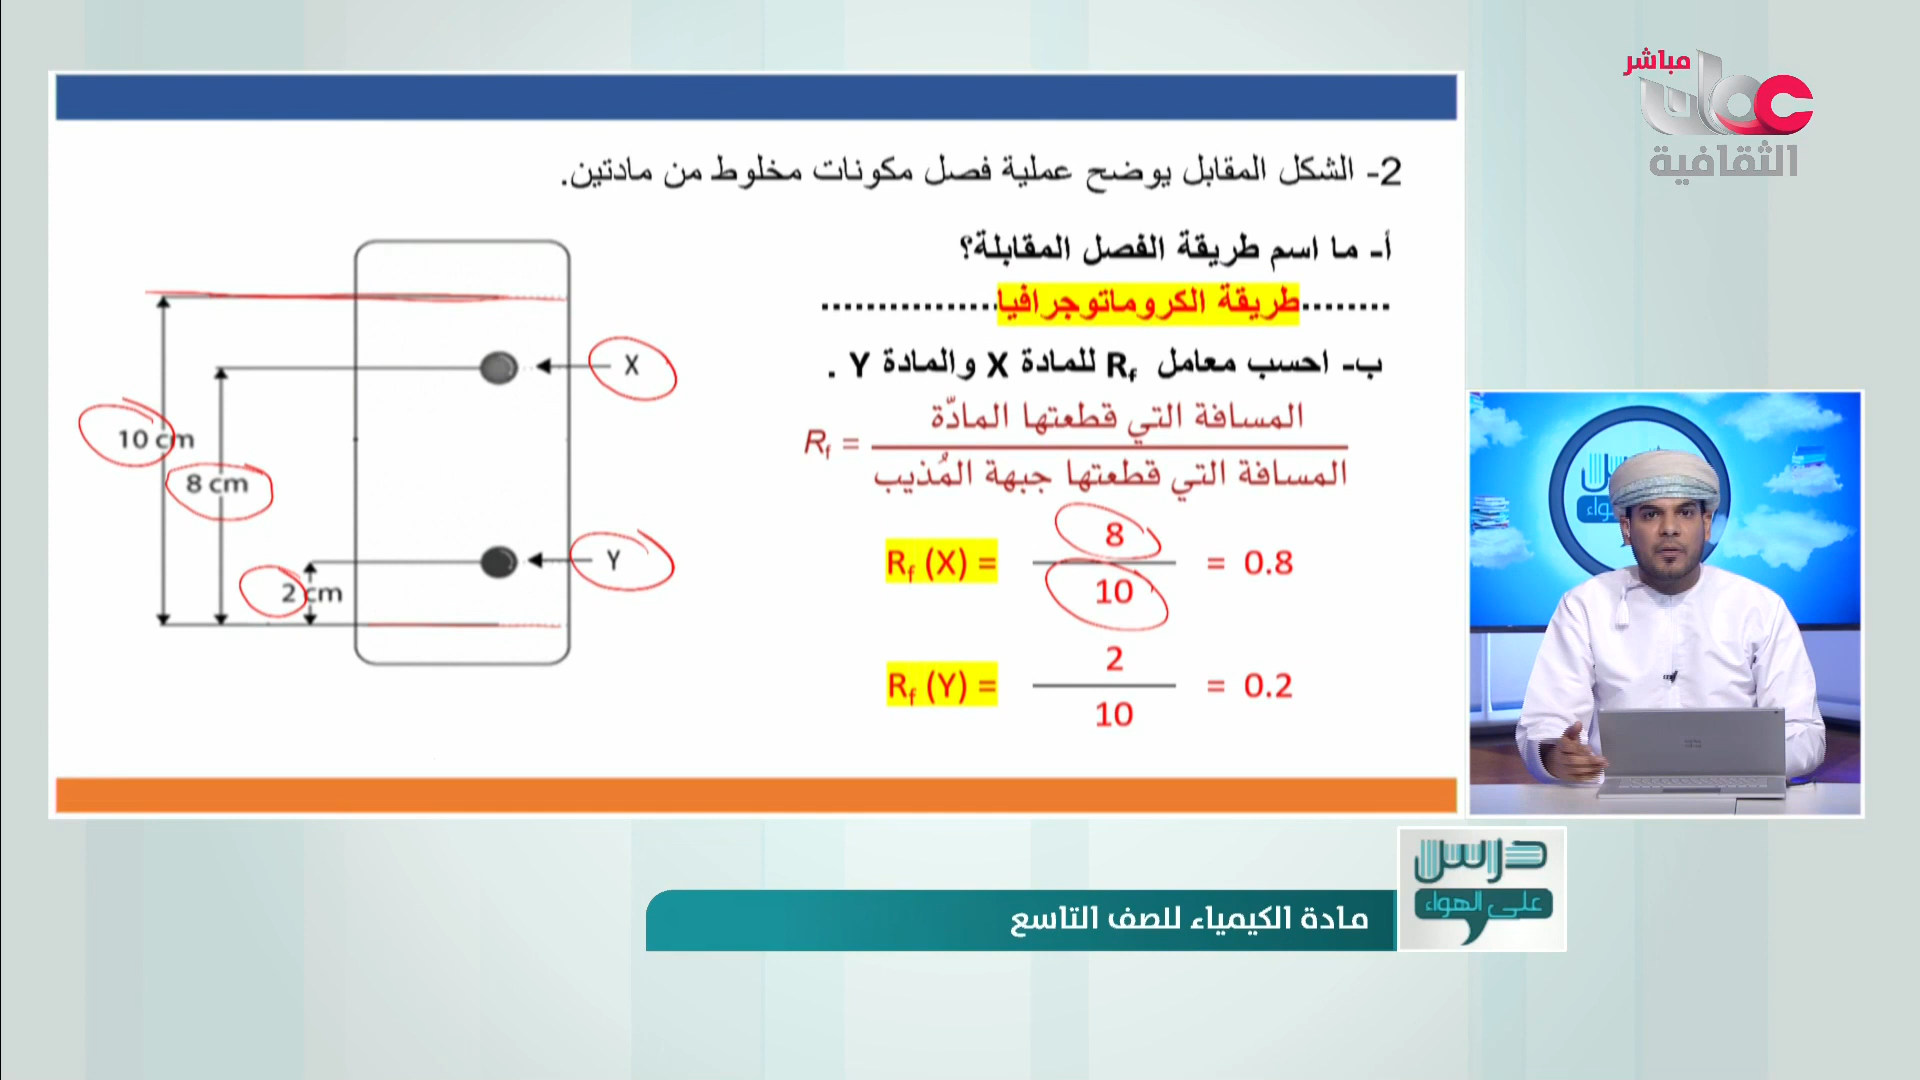 مباشر
عمان
الثقافية
2- الشكل المقابل يوضح عملية فصل مكونات مخلوط من مادتين.
أ- ما اسم طريقة الفصل المقابلة؟
........طريقة الكروماتوجرافيا................
ب- احسب معامل Rf للمادة X والمادة Y .
Rf = المسافة التي قطعتها المادّة
المسافة التي قطعتها جبهة المُذيب
Rf (X) = 8
10
= 0.8
Rf (Y) = 2
10
= 0.2
X
10 cm
8 cm
Y
2 cm
درس
على الهواء
مادة الكيمياء للصف التاسع